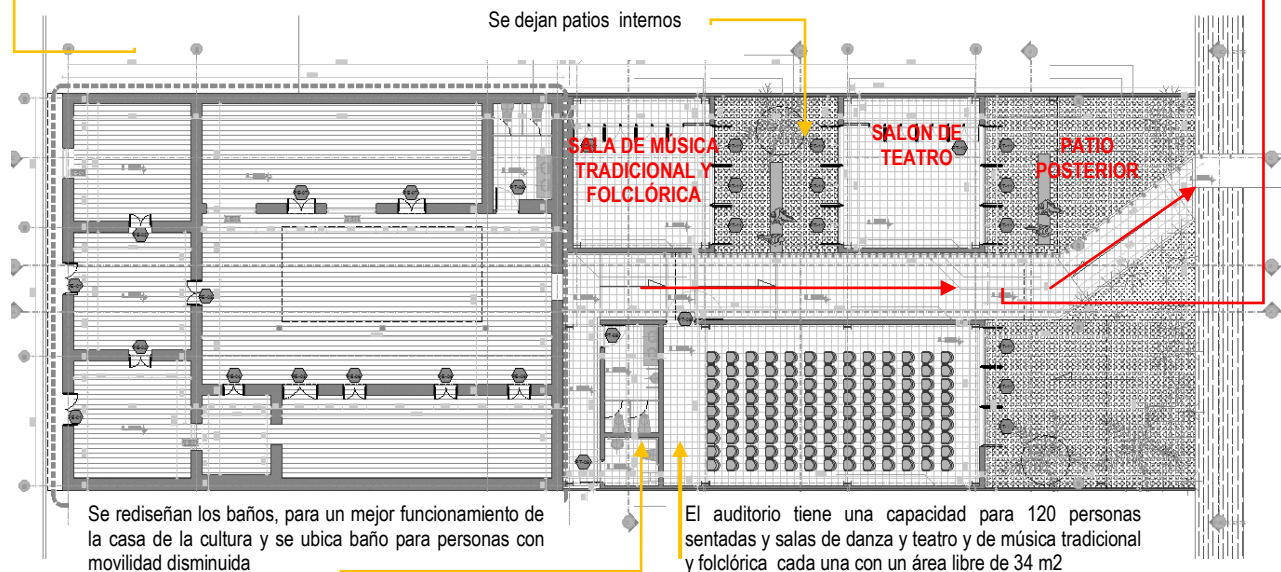 Se dejan patios internos
SALA DE MÚSICA
TRADICIONAL Y
FOLCLÓRICA
SALON DE
TEATRO
PATIO
POSTERIOR
Se rediseñan los baños, para un mejor funcionamiento de
la casa de la cultura y se ubica baño para personas con
movilidad disminuida
El auditorio tiene una capacidad para 120 personas
sentadas y salas de danza y teatro y de música tradicional
y folclórica cada una con un área libre de 34 m2